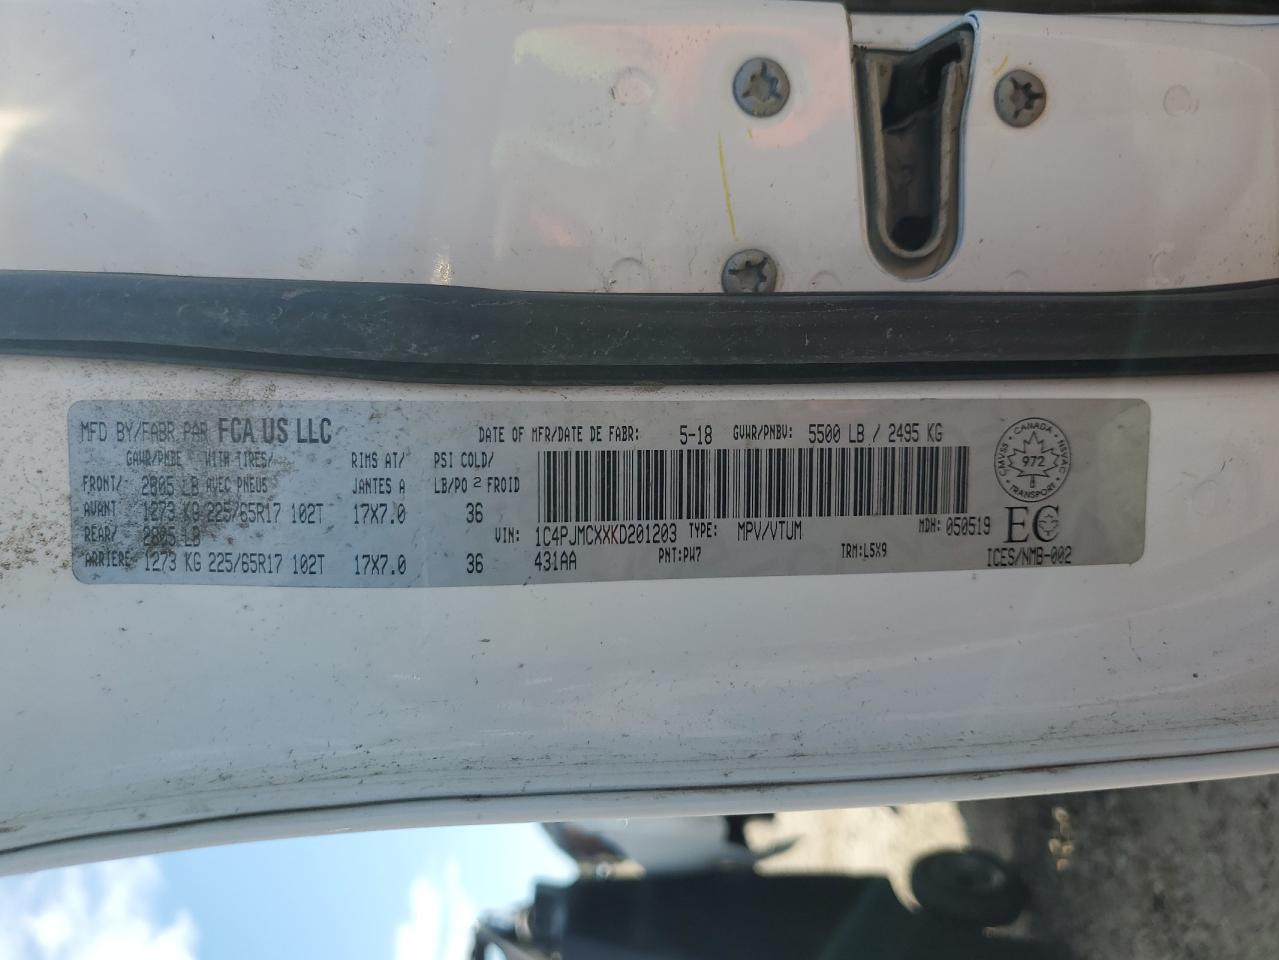 MFD BY/FABR PAR FCA US LLC DATE OF MFR/DATE DE FABR: 5-18 GVWR/PNBV: 5500 LB / 2495 KG
GAWR/PNBE WITH TIRES/ RIMS AT/ PSI COLD/
FRONT/ 2805 LB AVEC PNEUS JANTES A LB/PO² FROID
AVANT 1273 KG 225/65R17 102T 17X7.0 36
REAR/ 2805 LB VIN: 1C4PJMCXXKD201203 TYPE: MPV/VTUM MDH: 050519
ARRIERE 1273 KG 225/65R17 102T 17X7.0 36 431AA PNT:PW7 TRM:L5X9
CANADA
CMVSS HSVAC
972
TRANSPORT
EC
ICES/NMB-002